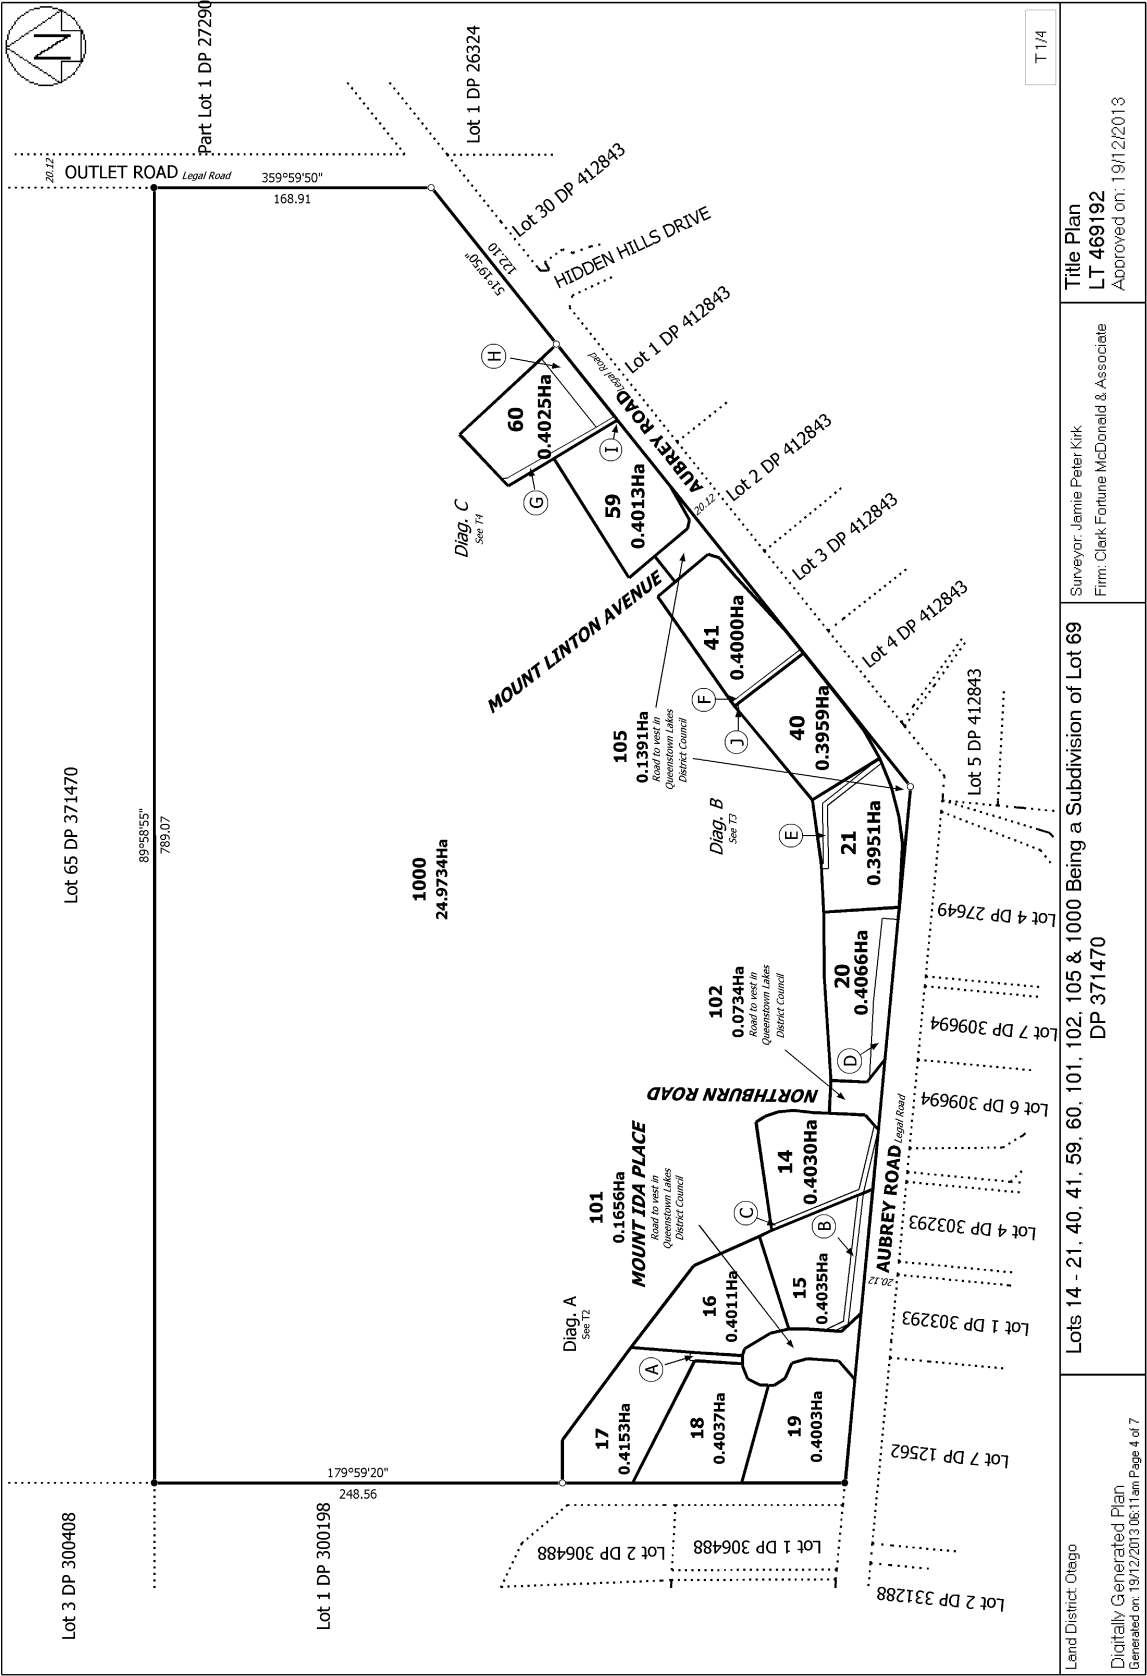 N
Part Lot 1 DP 27290
Lot 1 DP 26324
T 1/4
20.12
OUTLET ROAD Legal Road
359°59'50"
168.91
Lot 30 DP 412843
51°19'50"
122.10
HIDDEN HILLS DRIVE
Lot 1 DP 412843
Legal Road
AUBREY ROAD
20.12
Lot 2 DP 412843
Lot 3 DP 412843
Lot 4 DP 412843
Lot 5 DP 412843
H
60
0.4025Ha
G
I
Diag. C
See T4
59
0.4013Ha
MOUNT LINTON AVENUE
41
0.4000Ha
F
J
105
0.1391Ha
Road to vest in
Queenstown Lakes
District Council
40
0.3959Ha
Diag. B
See T3
E
21
0.3951Ha
Lot 65 DP 371470
89°58'55"
789.07
1000
24.9734Ha
20
0.4066Ha
D
102
0.0734Ha
Road to vest in
Queenstown Lakes
District Council
NORTHBURN ROAD
Lot 4 DP 27649
Lot 7 DP 309694
Lot 6 DP 309694
Lot 4 DP 303293
Lot 1 DP 303293
Lot 7 DP 12562
AUBREY ROAD Legal Road
20.12
14
0.4030Ha
C
B
101
0.1656Ha
MOUNT IDA PLACE
Road to vest in
Queenstown Lakes
District Council
15
0.4035Ha
16
0.4011Ha
Diag. A
See T2
A
17
0.4153Ha
18
0.4037Ha
19
0.4003Ha
179°59'20"
248.56
Lot 3 DP 300408
Lot 1 DP 300198
Lot 2 DP 306488
Lot 1 DP 306488
Lot 2 DP 331288
Land District: Otago
Digitally Generated Plan
Generated on: 19/12/2013 06:11am Page 4 of 7
Lots 14 - 21, 40, 41, 59, 60, 101, 102, 105 & 1000 Being a Subdivision of Lot 69
DP 371470
Surveyor: Jamie Peter Kirk
Firm: Clark Fortune McDonald & Associate
Title Plan
LT 469192
Approved on: 19/12/2013